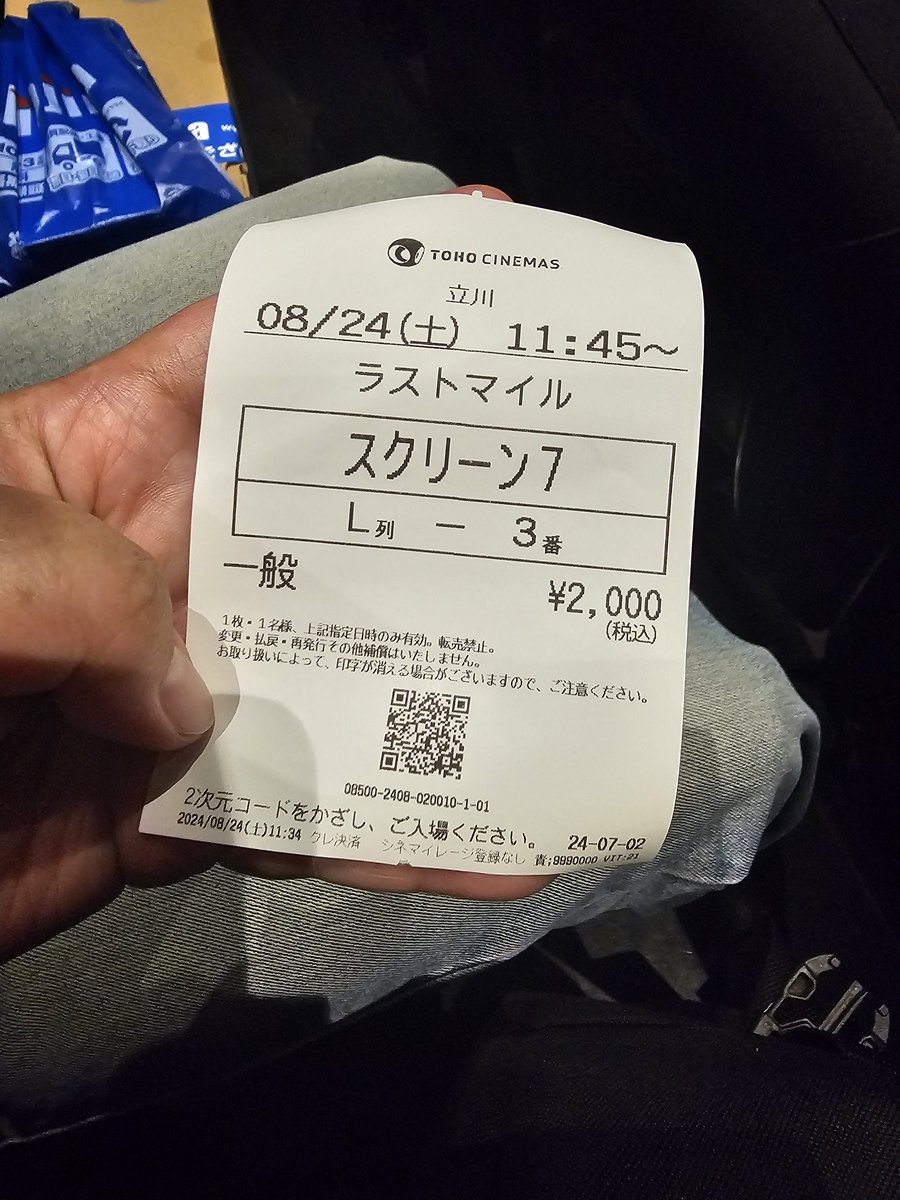 TOHO CINEMAS
立川
08/24(土) 11:45～
ラストマイル
スクリーン7
L列 － 3番
一般
¥2,000
(税込)
1枚・1名様、上記指定日時のみ有効。転売禁止。
変更・払戻・再発行その他補償はいたしません。
お取り扱いによって、印字が消える場合がございますので、ご注意ください。
08500-2408-020010-1-01
2次元コードをかざし、ご入場ください。 24-07-02
2024/08/24(土)11:34 クレ決済 シネマイレージ登録なし 責;9990000 VIT:21